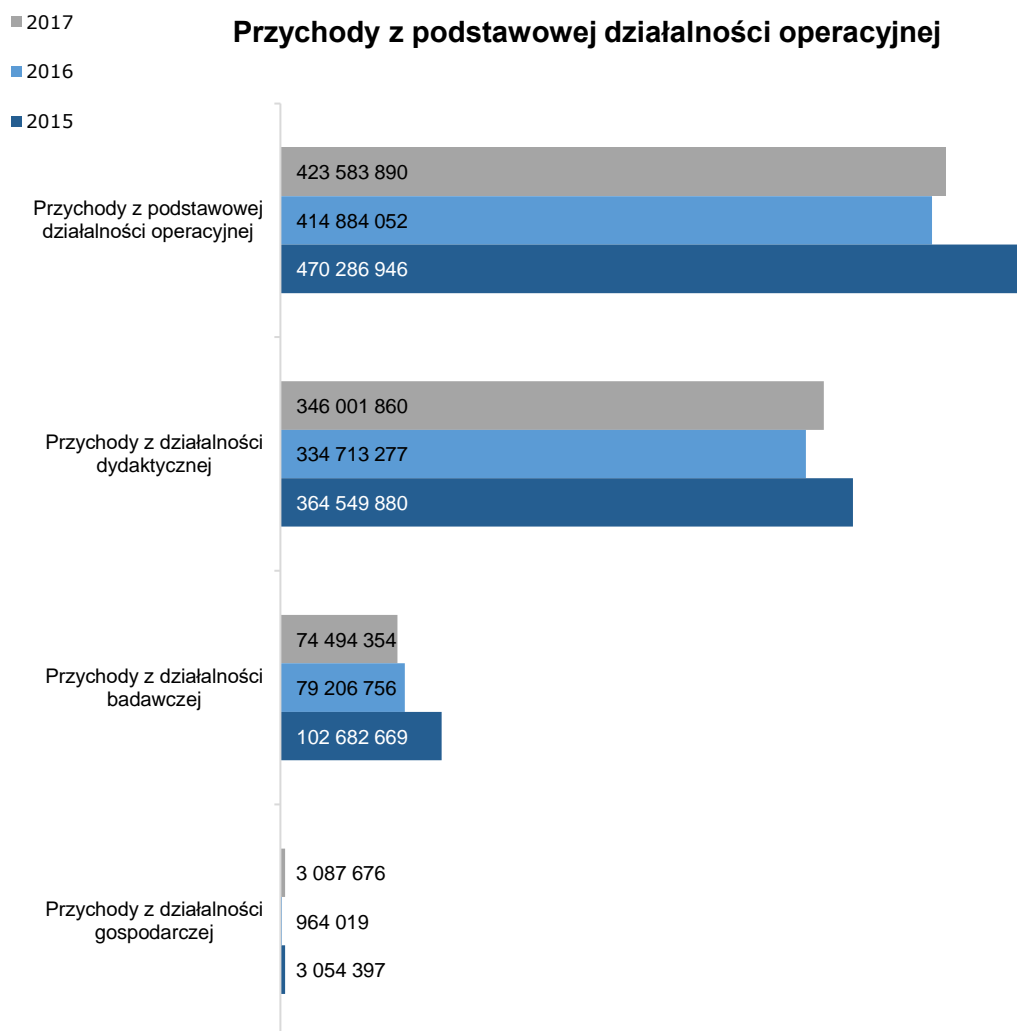 2017
Przychody z podstawowej działalności operacyjnej
2016
2015
423 583 890
Przychody z podstawowej
działalności operacyjnej
414 884 052
470 286 946
346 001 860
Przychody z działalności
dydaktycznej
334 713 277
364 549 880
74 494 354
Przychody z działalności
badawczej
79 206 756
102 682 669
3 087 676
Przychody z działalności
gospodarczej
964 019
3 054 397